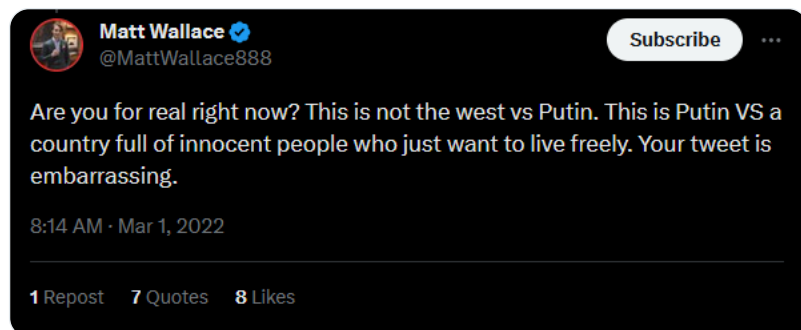 Matt Wallace
Subscribe
@MattWallace888
Are you for real right now? This is not the west vs Putin. This is Putin VS a
country full of innocent people who just want to live freely. Your tweet is
embarrassing.
8:14 AM · Mar 1, 2022
1 Repost 7 Quotes 8 Likes